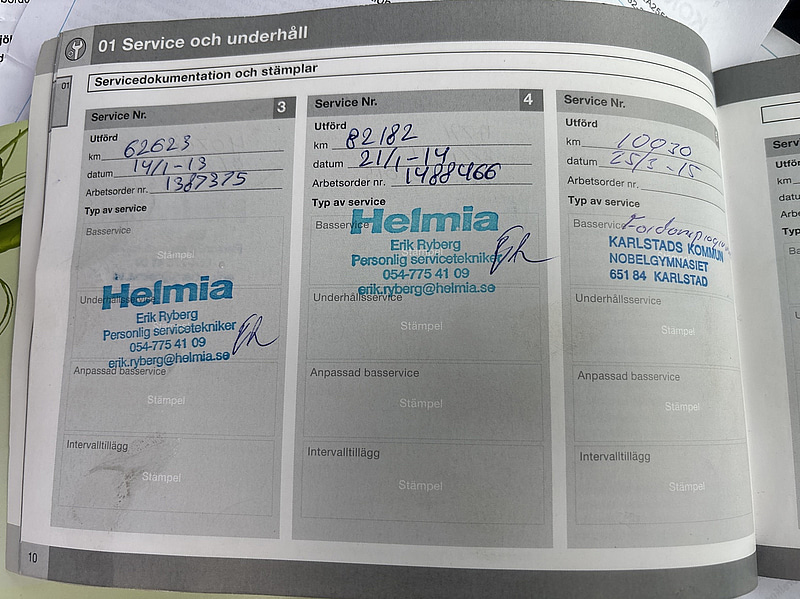 01 Service och underhåll
01
Servicedokumentation och stämplar
Service Nr. 3
Utförd
km 62623
datum 14/1-13
Arbetsorder nr. 1387375
Typ av service
Basservice
Stämpel
Underhållsservice
Helmia
Erik Ryberg
Personlig servicetekniker
054-775 41 09
erik.ryberg@helmia.se
Anpassad basservice
Stämpel
Intervalltillägg
Stämpel
Service Nr. 4
Utförd
km 82182
datum 21/1-14
Arbetsorder nr. 1488466
Typ av service
Basservice
Stämpel
Helmia
Erik Ryberg
Personlig servicetekniker
054-775 41 09
erik.ryberg@helmia.se
Underhållsservice
Stämpel
Anpassad basservice
Stämpel
Intervalltillägg
Stämpel
Service Nr.
Utförd
km 10030
datum 25/3-15
Arbetsorder nr.
Typ av service
Basservice
KARLSTADS KOMMUN
NOBELGYMNASIET
651 84 KARLSTAD
Underhållsservice
Stämpel
Anpassad basservice
Stämpel
Intervalltillägg
Stämpel
10